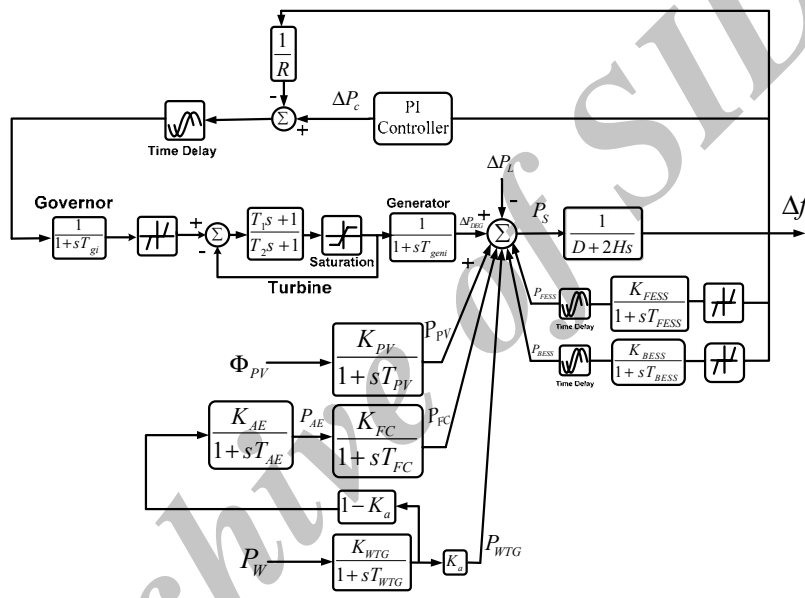 1
R
-
Σ
+
ΔP_c
PI
Controller
Time Delay
ΔP_L
-
Governor
1
1+sT_gi
+
Σ
-
T_1s+1
T_2s+1
Saturation
Turbine
Generator
1
1+sT_geni
ΔP_DEG
+
Σ
+
P_S
1
D+2Hs
Δf
P_FESS
Time Delay
K_FESS
1+sT_FESS
P_BESS
Time Delay
K_BESS
1+sT_BESS
Φ_PV
K_PV
1+sT_PV
P_PV
K_AE
1+sT_AE
P_AE
K_FC
1+sT_FC
P_FC
1-K_a
P_W
K_WTG
1+sT_WTG
K_a
P_WTG
Archive of SID